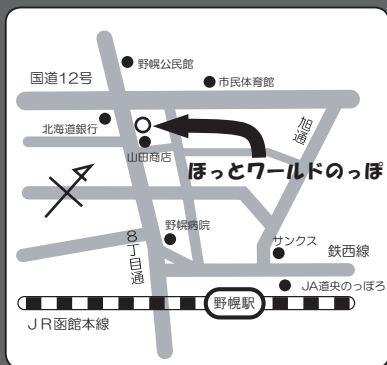 野幌公民館
国道12号
市民体育館
北海道銀行
旭通
山田商店
ほっとワールドのっぽ
野幌病院
8丁目通
サンクス
鉄西線
JA道央のっぽろ
野幌駅
JR函館本線